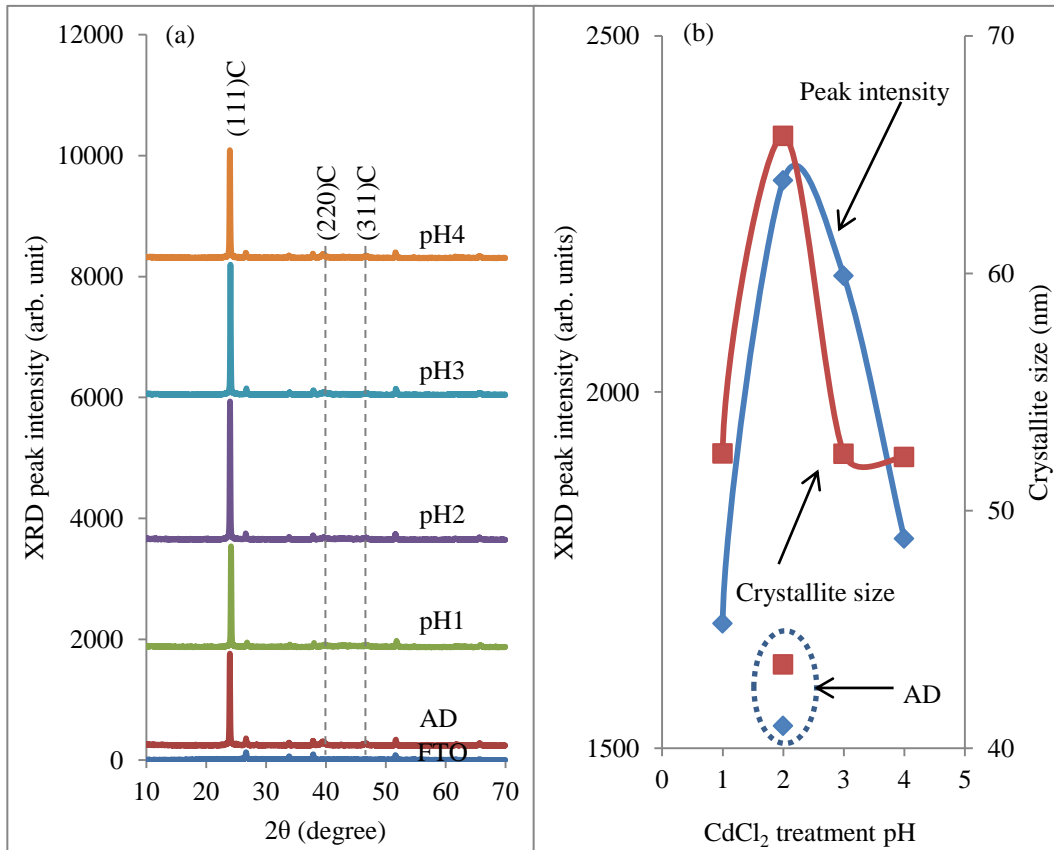 (a)
XRD peak intensity (arb. unit)
12000
10000
8000
6000
4000
2000
0
(111)C
(220)C
(311)C
pH4
pH3
pH2
pH1
AD
FTO
10 20 30 40 50 60 70
2θ (degree)
(b)
XRD peak intensity (arb. units)
2500
2000
1500
Peak intensity
Crystallite size
AD
70
60
50
40
Crystallite size (nm)
0 1 2 3 4 5
CdCl₂ treatment pH